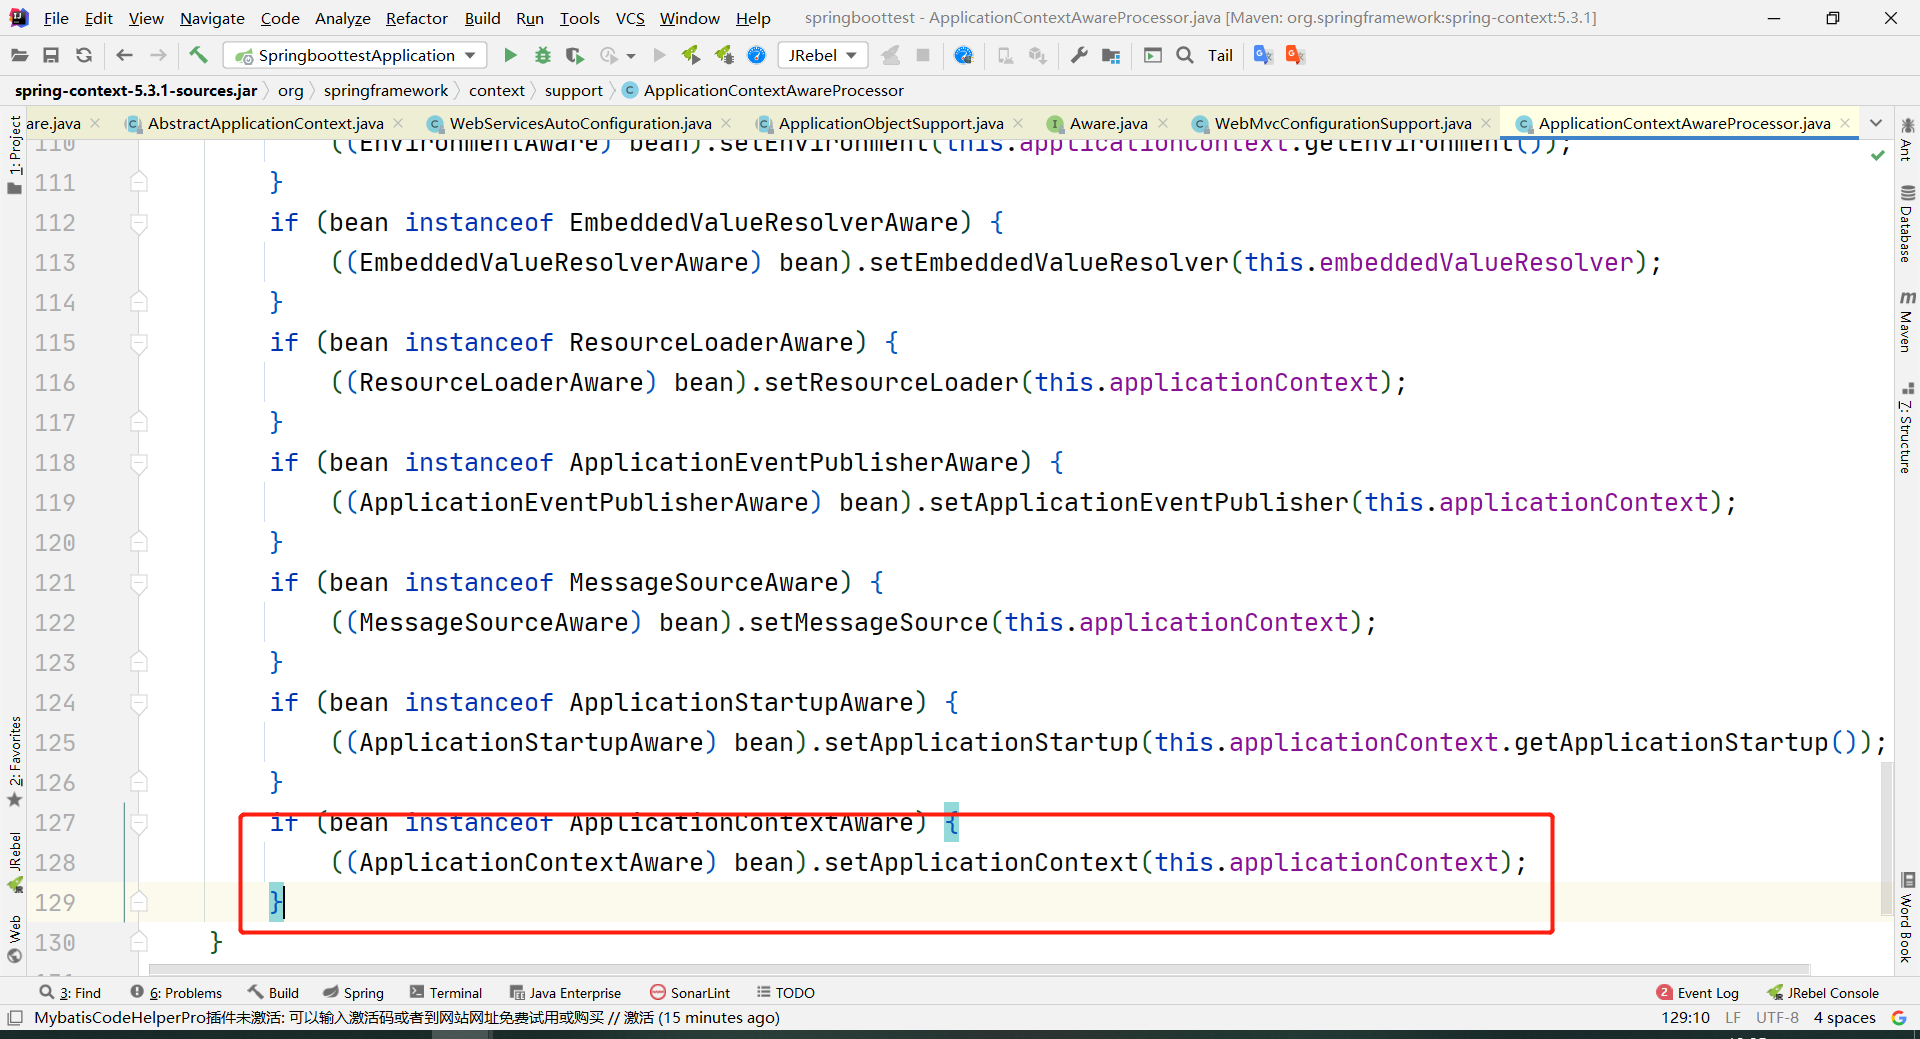 File Edit View Navigate Code Analyze Refactor Build Run Tools VCS Window Help springboottest - ApplicationContextAwareProcessor.java [Maven: org.springframework:spring-context:5.3.1]
SpringboottestApplication JRebel Tail
spring-context-5.3.1-sources.jar org springframework context support ApplicationContextAwareProcessor
are.java AbstractApplicationContext.java WebServicesAutoConfiguration.java ApplicationObjectSupport.java Aware.java WebMvcConfigurationSupport.java ApplicationContextAwareProcessor.java
110 ((EnvironmentAware) bean).setEnvironment(this.applicationContext.getEnvironment());
111 }
112 if (bean instanceof EmbeddedValueResolverAware) {
113 ((EmbeddedValueResolverAware) bean).setEmbeddedValueResolver(this.embeddedValueResolver);
114 }
115 if (bean instanceof ResourceLoaderAware) {
116 ((ResourceLoaderAware) bean).setResourceLoader(this.applicationContext);
117 }
118 if (bean instanceof ApplicationEventPublisherAware) {
119 ((ApplicationEventPublisherAware) bean).setApplicationEventPublisher(this.applicationContext);
120 }
121 if (bean instanceof MessageSourceAware) {
122 ((MessageSourceAware) bean).setMessageSource(this.applicationContext);
123 }
124 if (bean instanceof ApplicationStartupAware) {
125 ((ApplicationStartupAware) bean).setApplicationStartup(this.applicationContext.getApplicationStartup());
126 }
127 if (bean instanceof ApplicationContextAware) {
128 ((ApplicationContextAware) bean).setApplicationContext(this.applicationContext);
129 }
130 }
1: Project
2: Favorites
JRebel
Web
Ant
Database
m Maven
7: Structure
Word Book
3: Find 6: Problems Build Spring Terminal Java Enterprise SonarLint TODO 2 Event Log JRebel Console
MybatisCodeHelperPro插件未激活: 可以输入激活码或者到网站网址免费试用或购买 // 激活 (15 minutes ago) 129:10 LF UTF-8 4 spaces